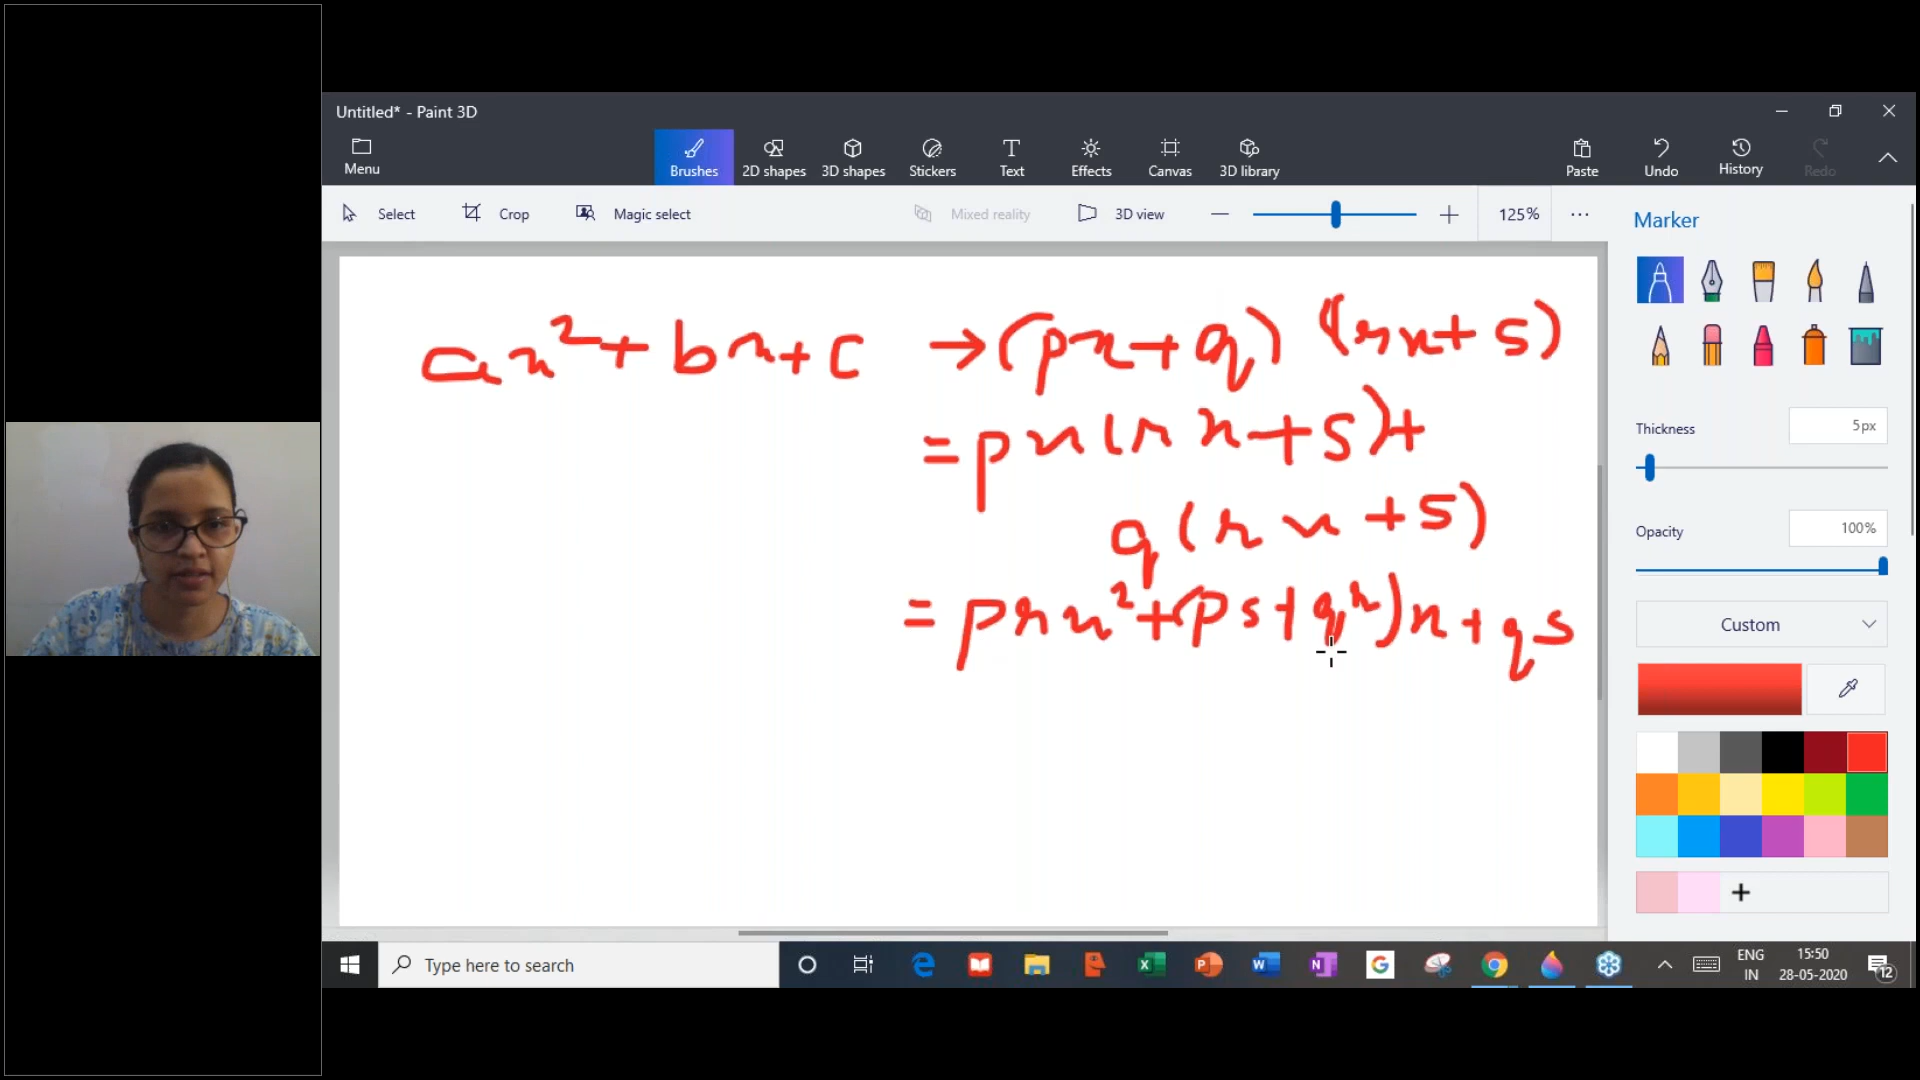 Untitled* - Paint 3D
Menu
Brushes
2D shapes
3D shapes
Stickers
Text
Effects
Canvas
3D library
Paste
Undo
History
Redo
Select
Crop
Magic select
Mixed reality
3D view
125%
Marker
ax² + bx + c → (px + q) (rx + s)
= px(rx + s) +
q(rx + s)
= prx² + (ps + qr)x + qs
Thickness
5px
Opacity
100%
Custom
Type here to search
ENG
IN
15:50
28-05-2020
12